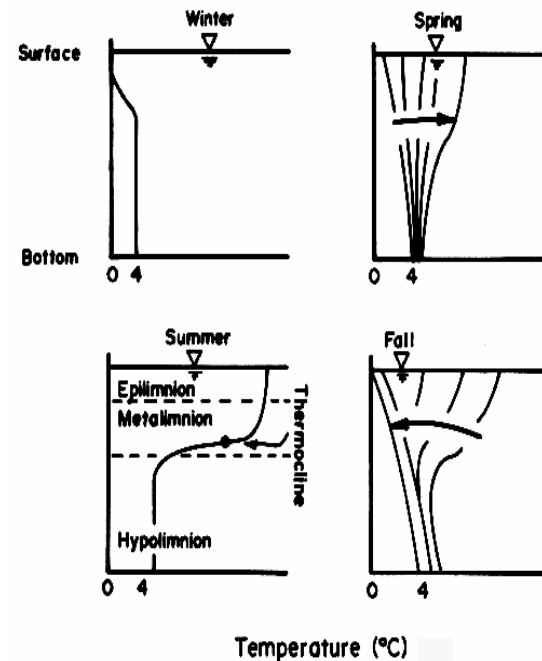 Winter
Surface
Bottom
0 4
Spring
0 4
Summer
Epilimnion
Metalimnion
Thermocline
Hypolimnion
0 4
Fall
0 4
Temperature (°C)